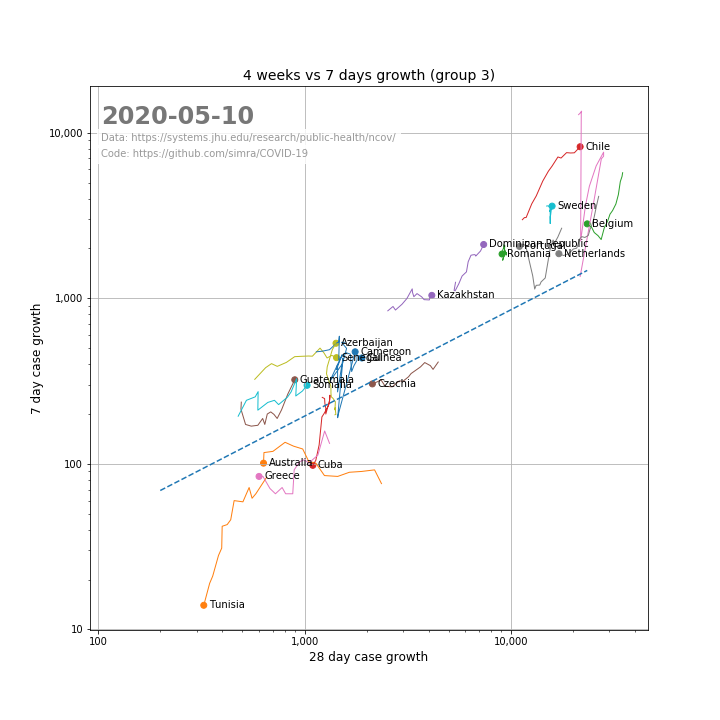 4 weeks vs 7 days growth (group 3)
2020-05-10
Data: https://systems.jhu.edu/research/public-health/ncov/
Code: https://github.com/simra/COVID-19
10,000
1,000
100
10
7 day case growth
Chile
Sweden
Belgium
Dominican Republic
Portugal
Romania
Netherlands
Kazakhstan
Azerbaijan
Cameroon
Senegal
Guinea
Guatemala
Somalia
Czechia
Australia
Cuba
Greece
Tunisia
100
1,000
10,000
28 day case growth